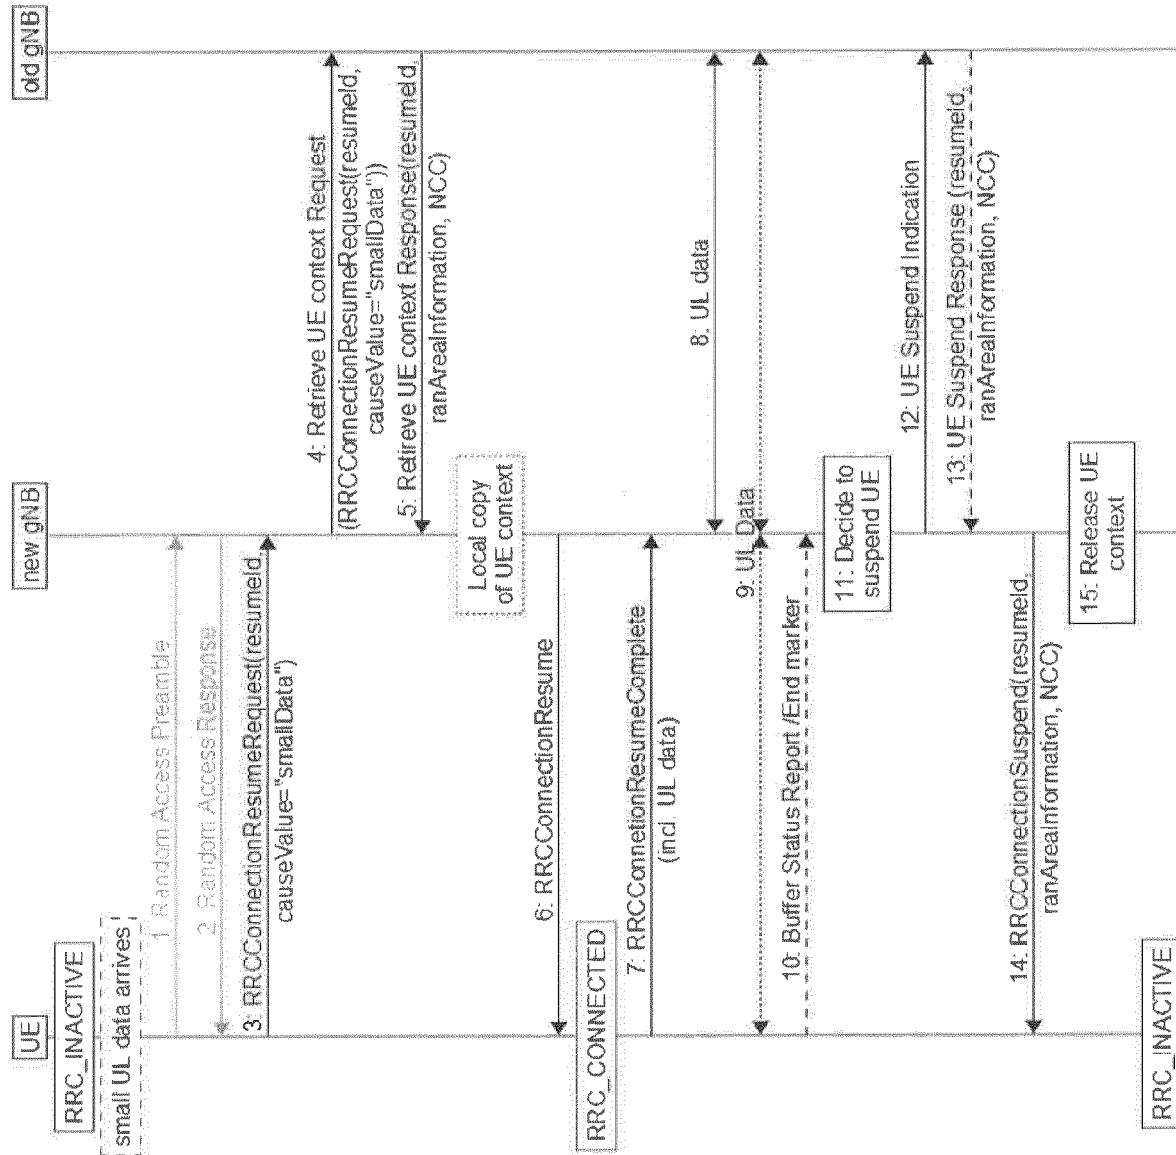 UE
new gNB
old gNB
RRC_INACTIVE
small UL data arrives
1: Random Access Preamble
2: Random Access Response
3: RRCConnectionResumeRequest(resumeId,
causeValue="smallData")
4: Retrieve UE context Request
(RRCConnectionResumeRequest(resumeId,
causeValue="smallData"))
5: Retireve UE context Response(resumeId,
ranAreaInformation, NCC)
Local copy
of UE context
6: RRCConnectionResume
RRC_CONNECTED
7: RRCConnetionResumeComplete
(incl. UL data)
8: UL data
9: UL Data
10: Buffer Status Report /End marker
11: Decide to
suspend UE
12: UE Suspend Indication
13: UE Suspend Response (resumeid,
ranAreaInformation, NCC)
14: RRCConnectionSuspend(resumeId,
ranAreaInformation, NCC)
15: Release UE
context
RRC_INACTIVE